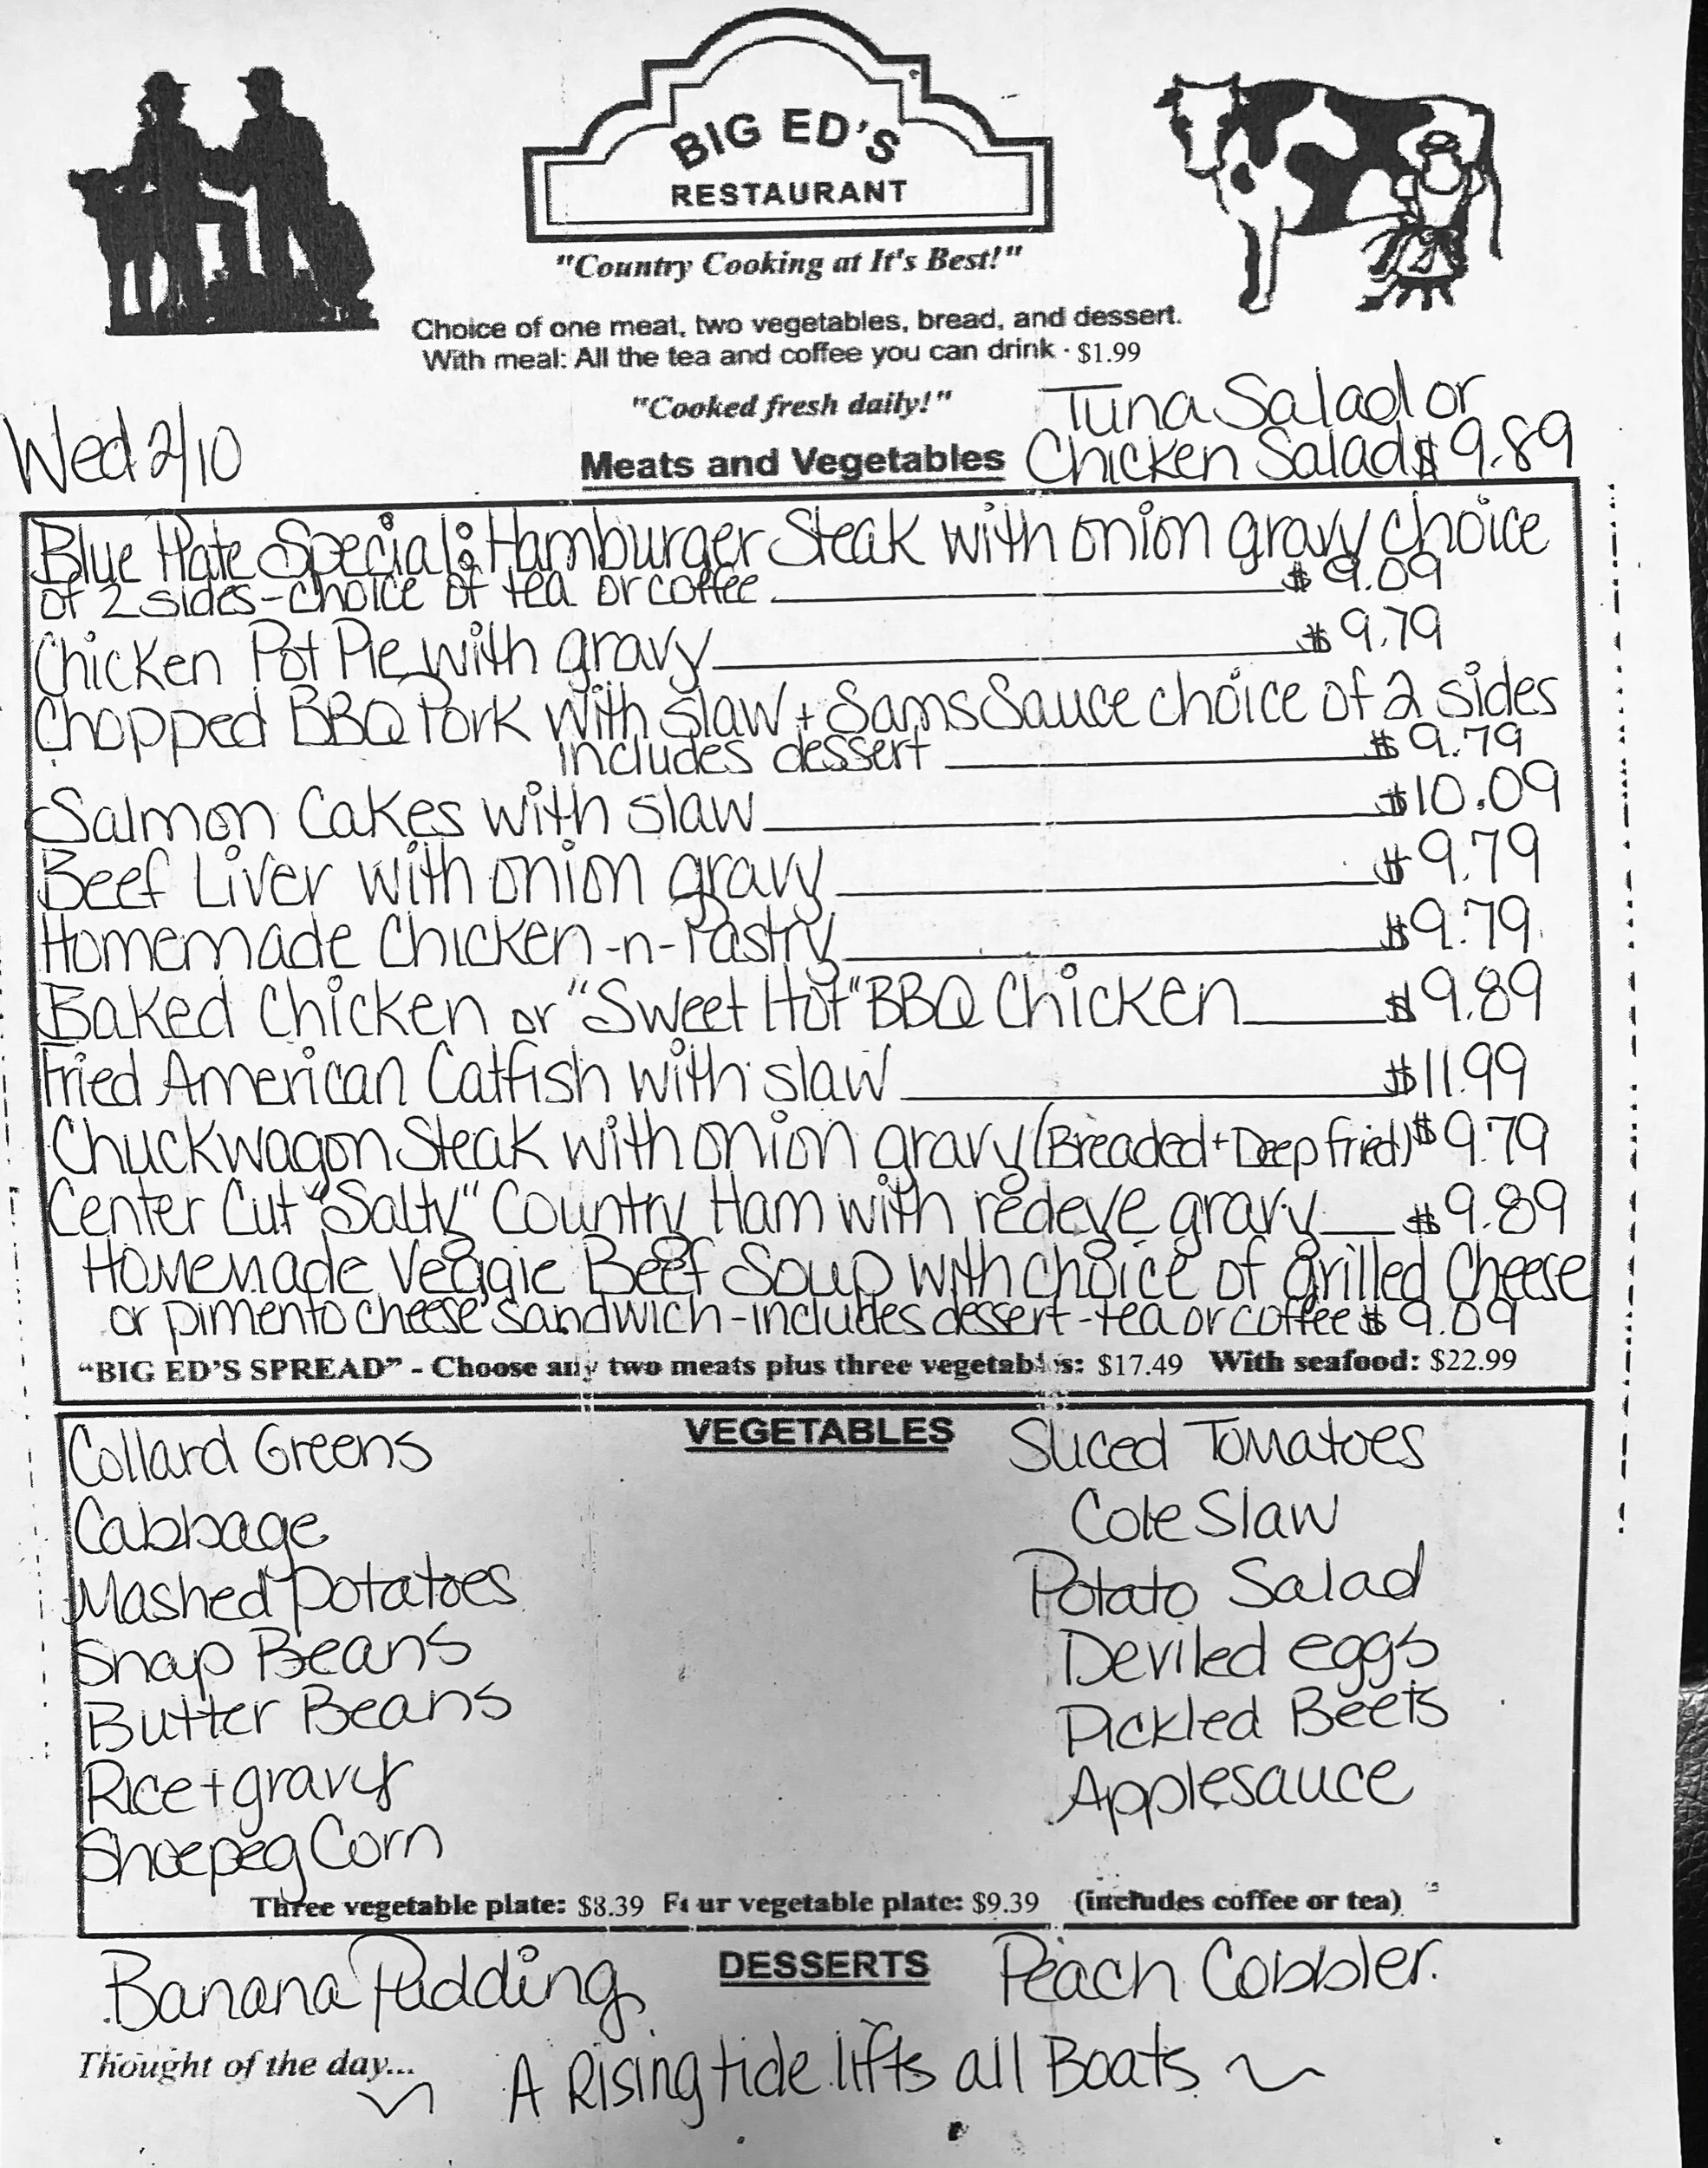 BIG ED'S
RESTAURANT
"Country Cooking at It's Best!"
Choice of one meat, two vegetables, bread, and dessert.
With meal: All the tea and coffee you can drink - $1.99
"Cooked fresh daily!"
Tuna Salad or
Wed 2/10
Meats and Vegetables Chicken Salad $9.89
Blue Plate Special: Hamburger Steak with onion gravy choice
of 2 sides - choice of tea or coffee $9.09
Chicken Pot Pie with gravy $9.79
Chopped BBQ Pork with slaw + Sams Sauce choice of 2 sides
includes dessert $9.79
Salmon Cakes with slaw $10.09
Beef Liver with onion gravy $9.79
Homemade Chicken-n-Pastry $9.79
Baked Chicken or "Sweet Hot" BBQ Chicken $9.89
Fried American Catfish with slaw $11.99
Chuckwagon Steak with onion gravy (Breaded + Deep fried) $9.79
Center Cut "Salty" Country Ham with redeye gravy $9.89
Homemade Veggie Beef Soup with choice of grilled Cheese
or pimento cheese sandwich - includes dessert - tea or coffee $9.09
"BIG ED'S SPREAD" - Choose any two meats plus three vegetables: $17.49 With seafood: $22.99
VEGETABLES
Collard Greens
Cabbage
Mashed Potatoes
Snap Beans
Butter Beans
Rice + gravy
Shoepeg Corn
Sliced Tomatoes
Cole Slaw
Potato Salad
Deviled eggs
Pickled Beets
Applesauce
Three vegetable plate: $8.39 Four vegetable plate: $9.39 (includes coffee or tea)
DESSERTS
Banana Pudding
Peach Cobbler.
Thought of the day... A Rising tide lifts all Boats ~